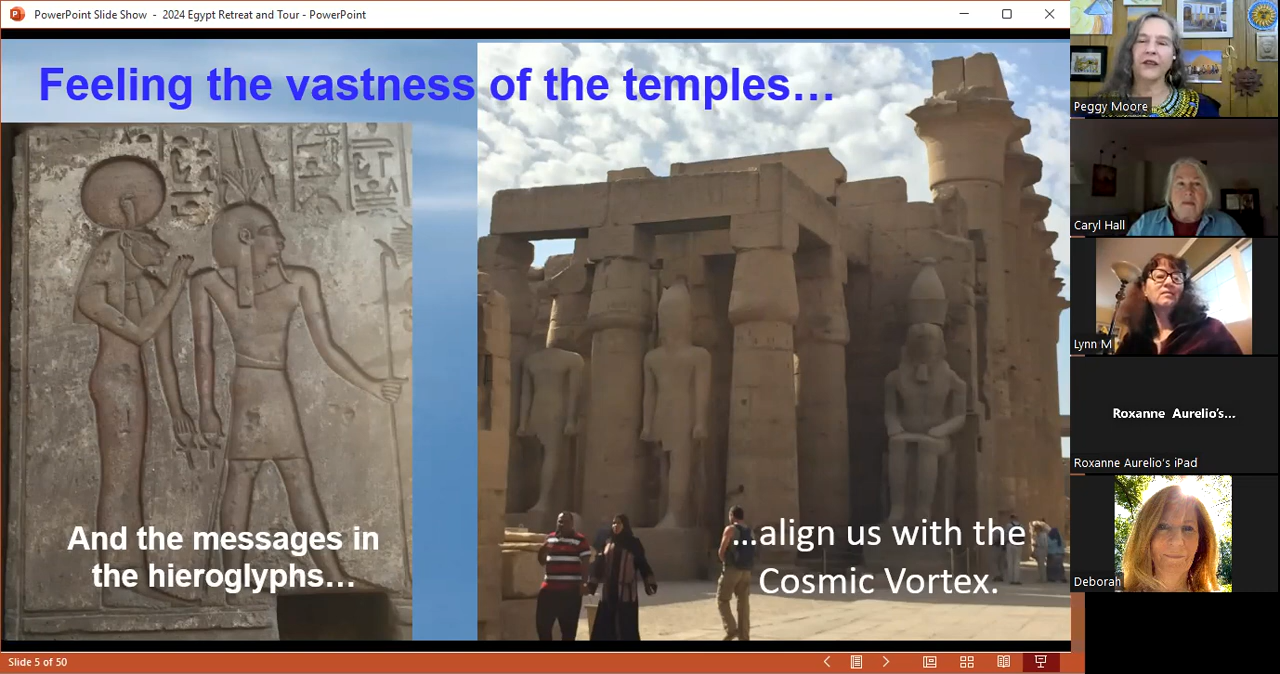 PowerPoint Slide Show - 2024 Egypt Retreat and Tour - PowerPoint
Feeling the vastness of the temples…
And the messages in
the hieroglyphs…
…align us with the
Cosmic Vortex.
Slide 5 of 50
Peggy Moore
Caryl Hall
Lynn M
Roxanne Aurelio's...
Roxanne Aurelio's iPad
Deborah